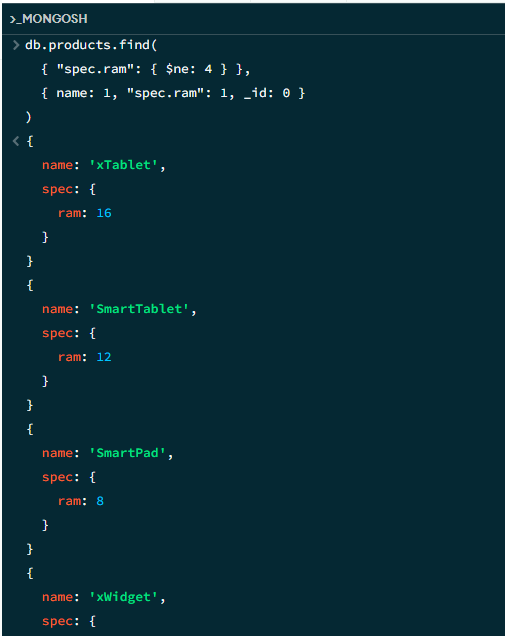 >_MONGOSH
> db.products.find(
{ "spec.ram": { $ne: 4 } },
{ name: 1, "spec.ram": 1, _id: 0 }
)
< {
name: 'xTablet',
spec: {
ram: 16
}
}
{
name: 'SmartTablet',
spec: {
ram: 12
}
}
{
name: 'SmartPad',
spec: {
ram: 8
}
}
{
name: 'xWidget',
spec: {